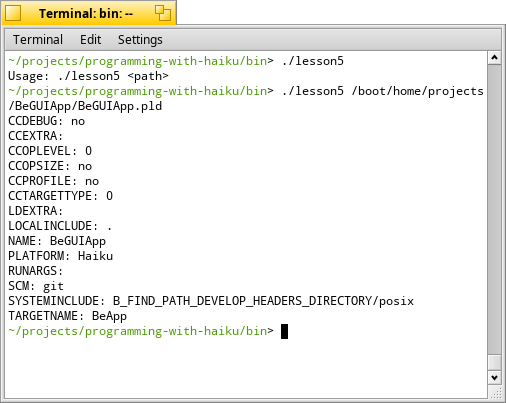 Terminal: bin: --
Terminal Edit Settings
~/projects/programming-with-haiku/bin> ./lesson5
Usage: ./lesson5 <path>
~/projects/programming-with-haiku/bin> ./lesson5 /boot/home/projects
/BeGUIApp/BeGUIApp.pld
CCDEBUG: no
CCEXTRA:
CCOPLEVEL: 0
CCOPSIZE: no
CCPROFILE: no
CCTARGETTYPE: 0
LDEXTRA:
LOCALINCLUDE: .
NAME: BeGUIApp
PLATFORM: Haiku
RUNARGS:
SCM: git
SYSTEMINCLUDE: B_FIND_PATH_DEVELOP_HEADERS_DIRECTORY/posix
TARGETNAME: BeApp
~/projects/programming-with-haiku/bin>